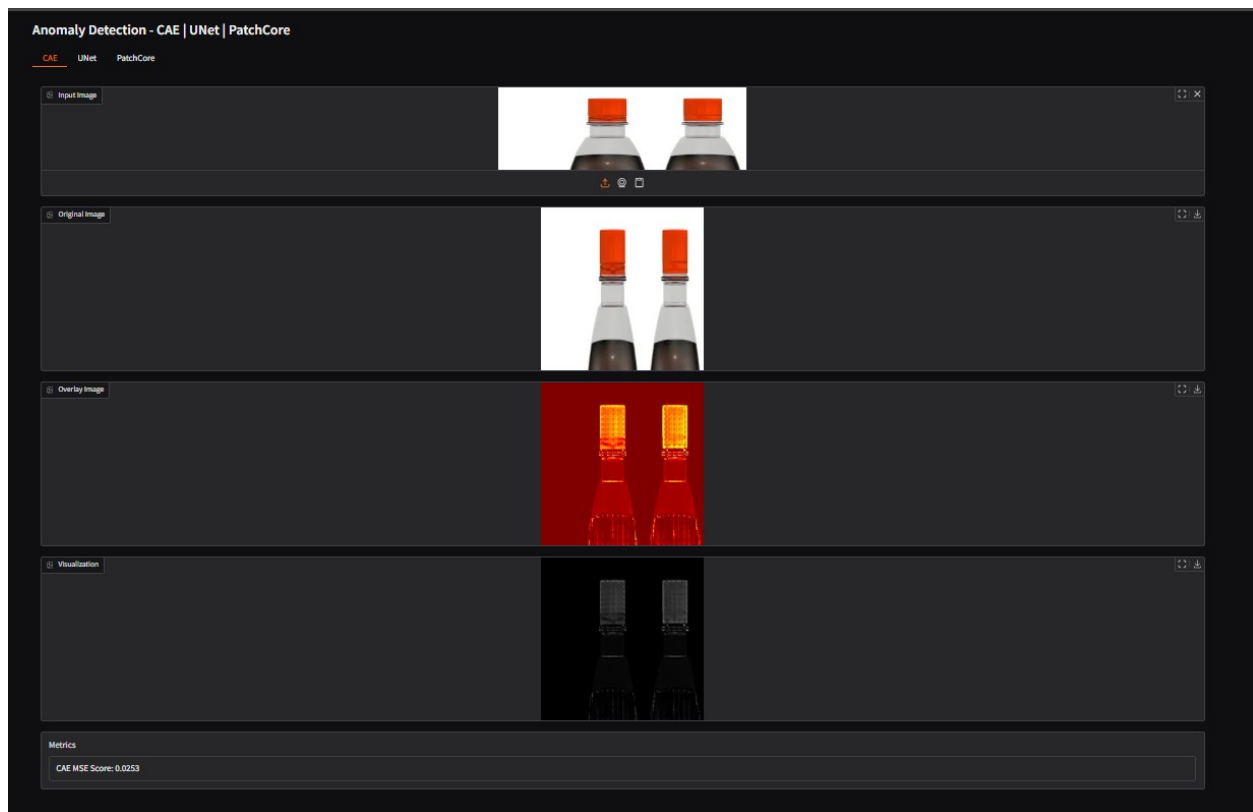 Anomaly Detection - CAE | UNet | PatchCore
CAE UNet PatchCore
Input Image
Original Image
Overlay Image
Visualization
Metrics
CAE MSE Score: 0.0253